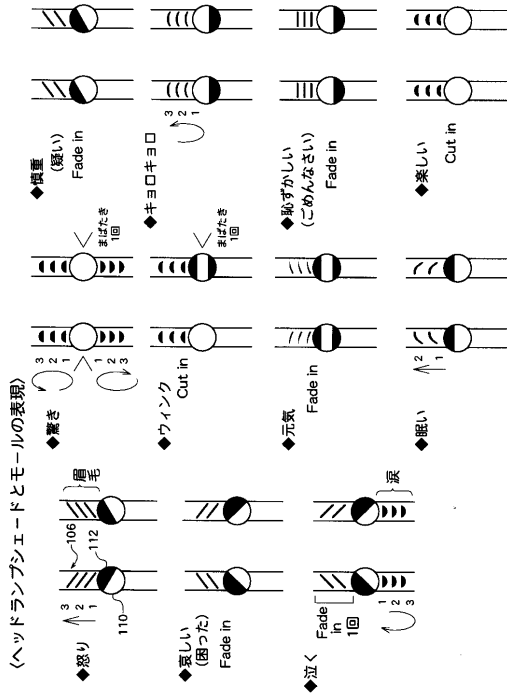 〈ヘッドランプシェードとモールの表現〉
◆怒り
3
2
1
106
112
110
眉毛
◆哀しい
(困った)
Fade in
◆泣く
Fade
in
1回
1
2
3
涙
◆驚き
3
2
1
1
2
3
まばたき
1回
◆ウィンク
Cut in
まばたき
1回
◆元気
Fade in
◆眠い
2
1
◆慎重
(疑い)
Fade in
◆キョロキョロ
3
2
1
◆恥ずかしい
(ごめんなさい)
Fade in
◆楽しい
Cut in